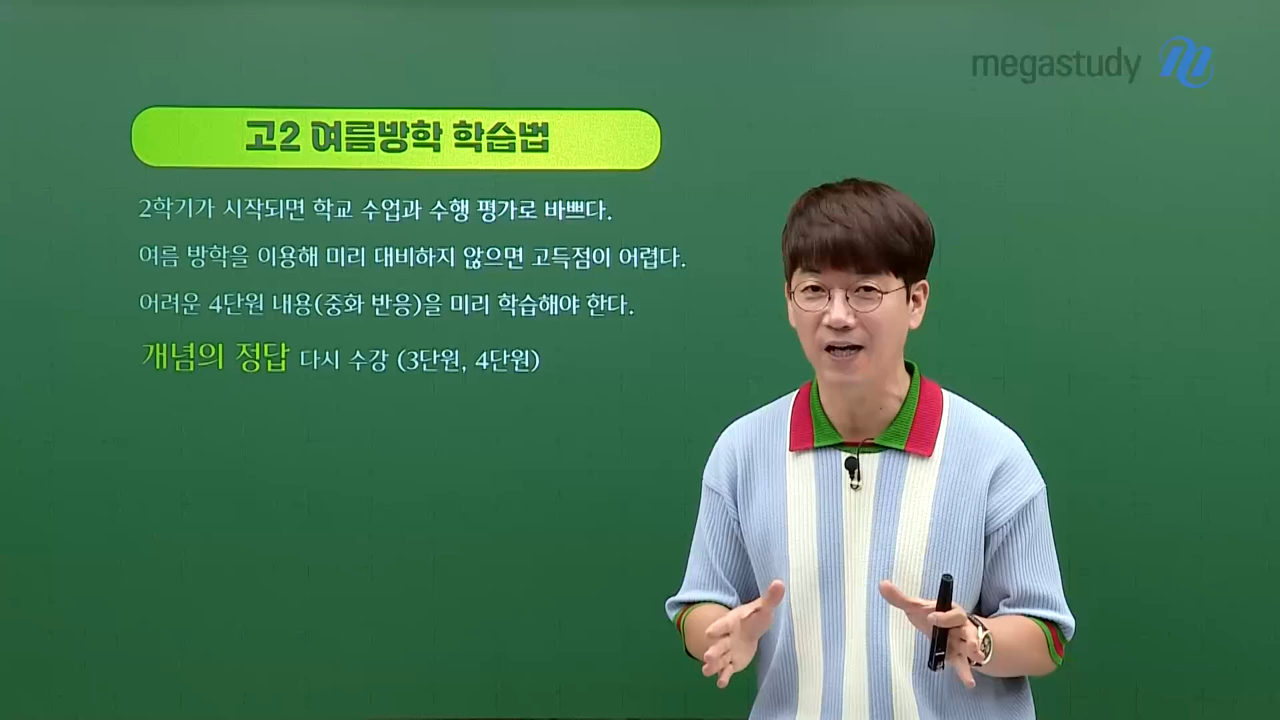 megastudy
고2 여름방학 학습법
2학기가 시작되면 학교 수업과 수행 평가로 바쁘다.
여름 방학을 이용해 미리 대비하지 않으면 고득점이 어렵다.
어려운 4단원 내용(중화 반응)을 미리 학습해야 한다.
개념의 정답 다시 수강 (3단원, 4단원)